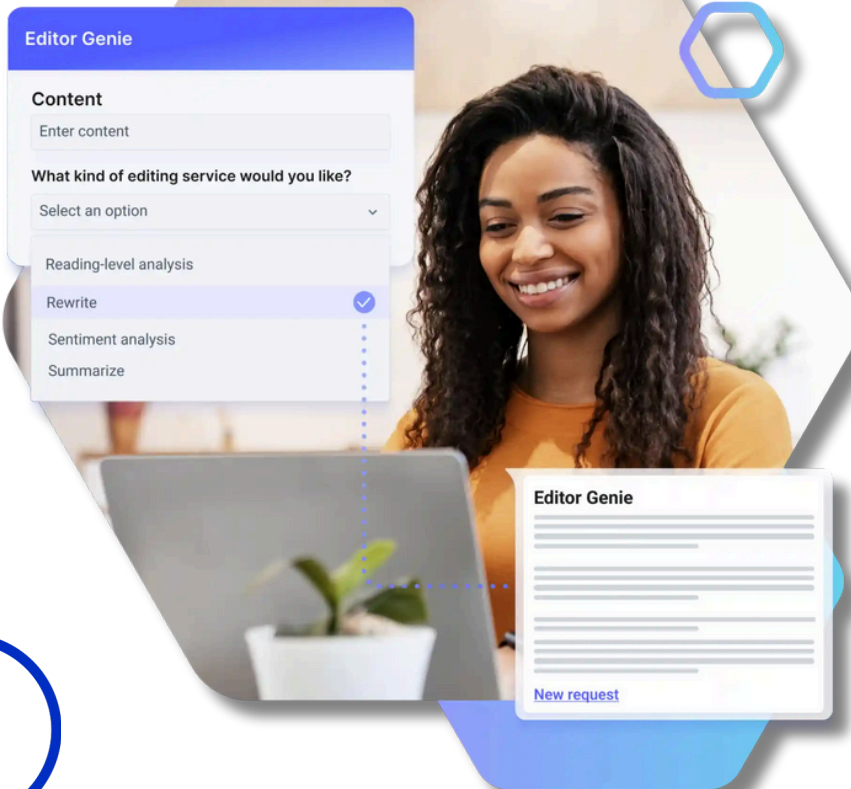 Editor Genie
Content
Enter content
What kind of editing service would you like?
Select an option
Reading-level analysis
Rewrite
Sentiment analysis
Summarize
Editor Genie
New request